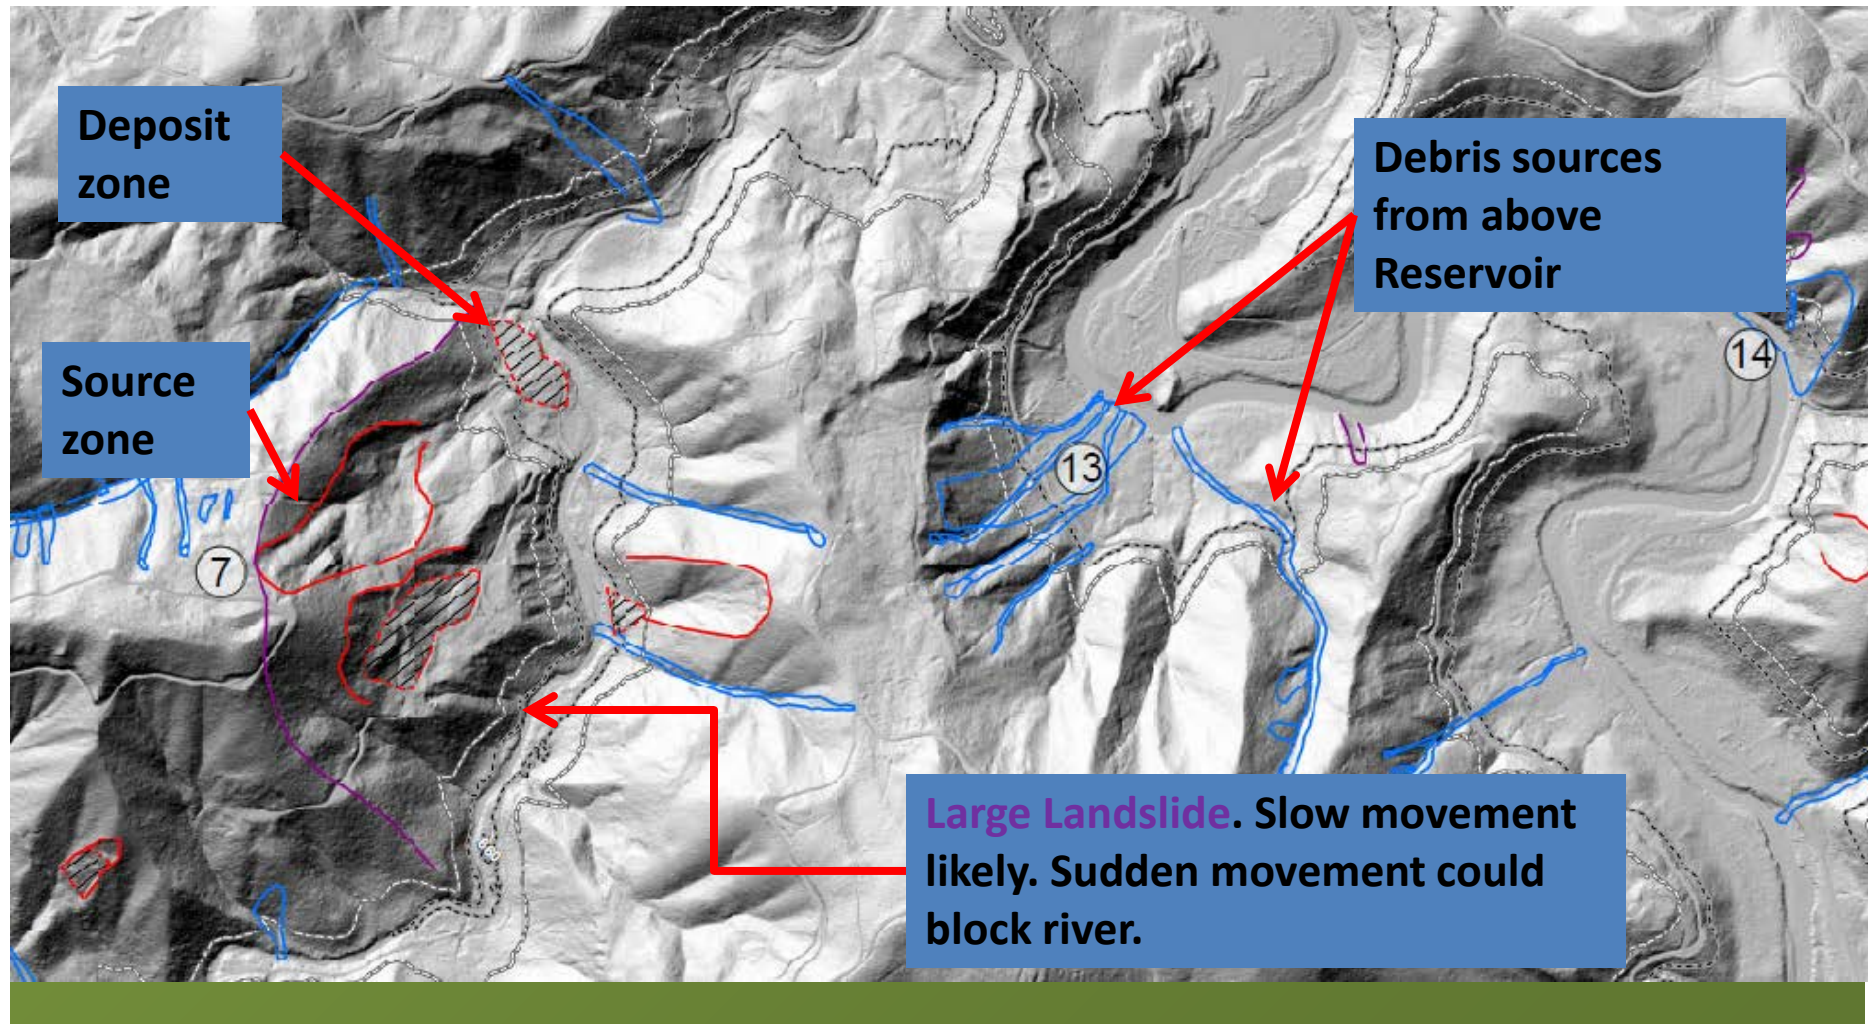 Deposit
zone
Source
zone
Debris sources
from above
Reservoir
14
13
7
660
Large Landslide. Slow movement
likely. Sudden movement could
block river.